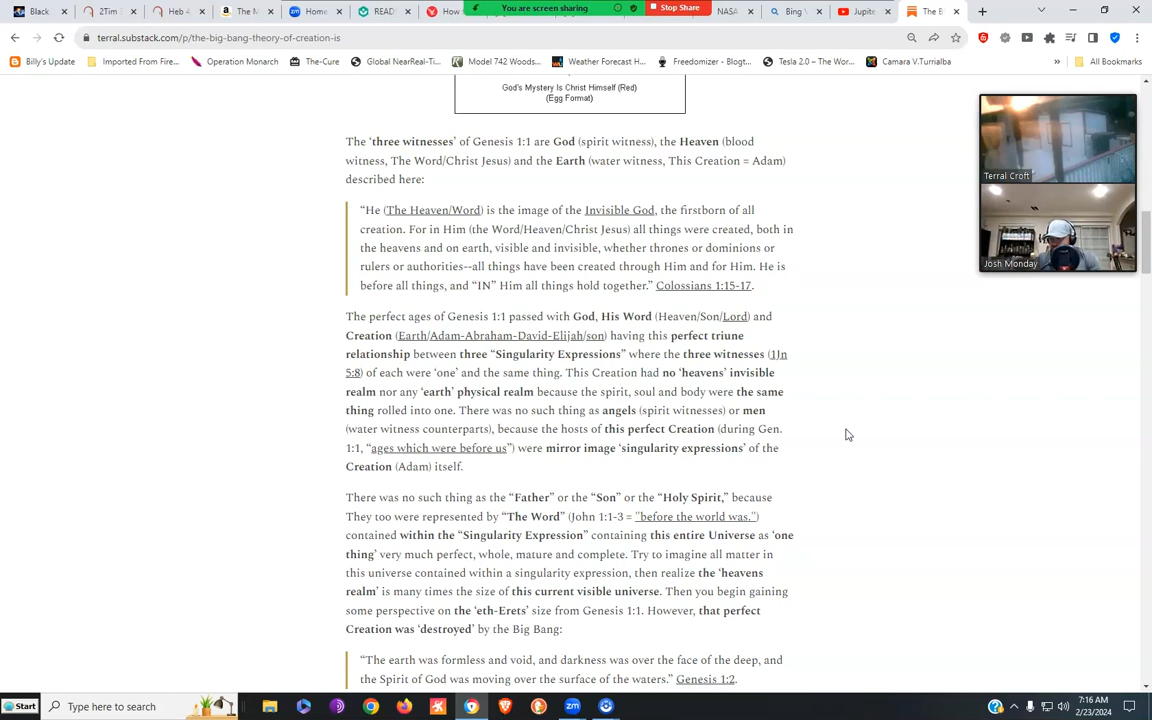 Black
2Tim
Heb 4
The M
Home
READ
How
You are screen sharing
Stop Share
NASA
Bing V
Jupite
The B
terral.substack.com/p/the-big-bang-theory-of-creation-is
Billy's Update
Imported From Fire...
Operation Monarch
The-Cure
Global NearReal-Ti...
Model 742 Woods...
Weather Forecast H...
Freedomizer - Blogt...
Tesla 2.0 – The Wor...
Camara V.Turrialba
»
All Bookmarks
God's Mystery Is Christ Himself (Red)
(Egg Format)
The ‘three witnesses’ of Genesis 1:1 are God (spirit witness), the Heaven (blood
witness, The Word/Christ Jesus) and the Earth (water witness, This Creation = Adam)
described here:
“He (The Heaven/Word) is the image of the Invisible God, the firstborn of all
creation. For in Him (the Word/Heaven/Christ Jesus) all things were created, both in
the heavens and on earth, visible and invisible, whether thrones or dominions or
rulers or authorities--all things have been created through Him and for Him. He is
before all things, and “IN” Him all things hold together.” Colossians 1:15-17.
The perfect ages of Genesis 1:1 passed with God, His Word (Heaven/Son/Lord) and
Creation (Earth/Adam-Abraham-David-Elijah/son) having this perfect triune
relationship between three “Singularity Expressions” where the three witnesses (1Jn
5:8) of each were ‘one’ and the same thing. This Creation had no ‘heavens’ invisible
realm nor any ‘earth’ physical realm because the spirit, soul and body were the same
thing rolled into one. There was no such thing as angels (spirit witnesses) or men
(water witness counterparts), because the hosts of this perfect Creation (during Gen.
1:1, “ages which were before us”) were mirror image ‘singularity expressions’ of the
Creation (Adam) itself.
There was no such thing as the “Father” or the “Son” or the “Holy Spirit,” because
They too were represented by “The Word” (John 1:1-3 = "before the world was.")
contained within the “Singularity Expression” containing this entire Universe as ‘one
thing’ very much perfect, whole, mature and complete. Try to imagine all matter in
this universe contained within a singularity expression, then realize the ‘heavens
realm’ is many times the size of this current visible universe. Then you begin gaining
some perspective on the ‘eth-Erets’ size from Genesis 1:1. However, that perfect
Creation was ‘destroyed’ by the Big Bang:
“The earth was formless and void, and darkness was over the face of the deep, and
the Spirit of God was moving over the surface of the waters.” Genesis 1:2.
Terral Croft
Josh Monday
Start
Type here to search
7:16 AM
2/23/2024